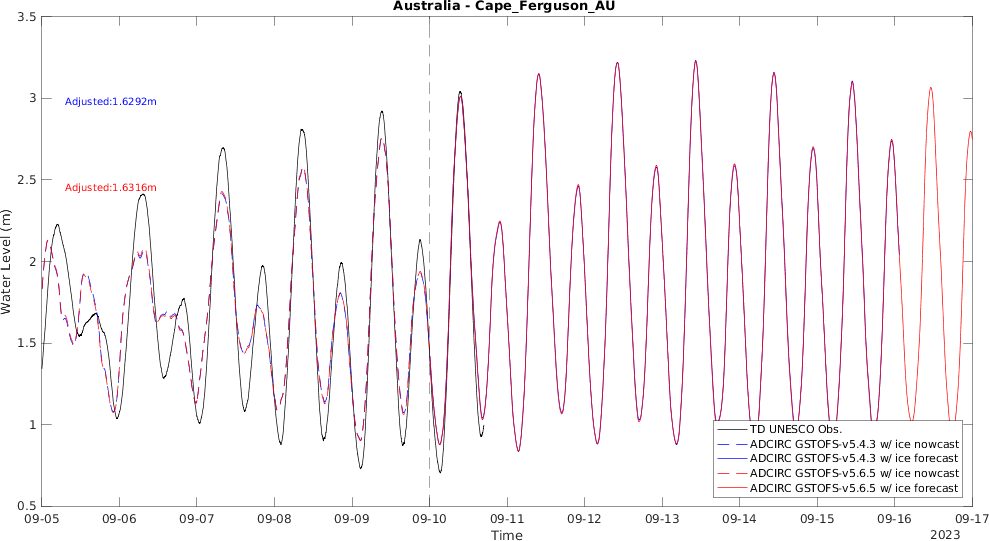 Australia - Cape_Ferguson_AU
3.5
3
2.5
2
1.5
1
0.5
Water Level (m)
Adjusted:1.6292m
Adjusted:1.6316m
TD UNESCO Obs.
ADCIRC GSTOFS-v5.4.3 w/ ice nowcast
ADCIRC GSTOFS-v5.4.3 w/ ice forecast
ADCIRC GSTOFS-v5.6.5 w/ ice nowcast
ADCIRC GSTOFS-v5.6.5 w/ ice forecast
09-05 09-06 09-07 09-08 09-09 09-10 09-11 09-12 09-13 09-14 09-15 09-16 09-17
Time
2023